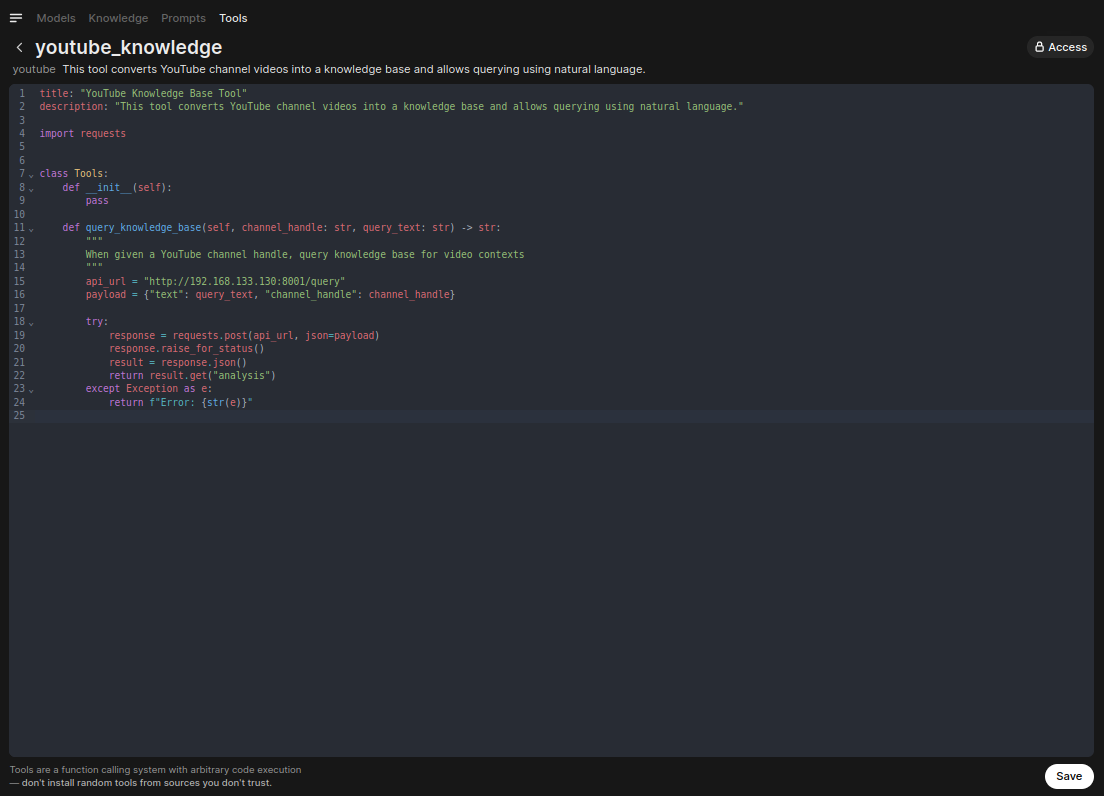 Models Knowledge Prompts Tools
youtube_knowledge
Access
youtube This tool converts YouTube channel videos into a knowledge base and allows querying using natural language.
1 title: "YouTube Knowledge Base Tool"
2 description: "This tool converts YouTube channel videos into a knowledge base and allows querying using natural language."
3
4 import requests
5
6
7 class Tools:
8     def __init__(self):
9         pass
10
11     def query_knowledge_base(self, channel_handle: str, query_text: str) -> str:
12         """
13         When given a YouTube channel handle, query knowledge base for video contexts
14         """
15         api_url = "http://192.168.133.130:8001/query"
16         payload = {"text": query_text, "channel_handle": channel_handle}
17
18         try:
19             response = requests.post(api_url, json=payload)
20             response.raise_for_status()
21             result = response.json()
22             return result.get("analysis")
23         except Exception as e:
24             return f"Error: {str(e)}"
25
Tools are a function calling system with arbitrary code execution
— don't install random tools from sources you don't trust.
Save